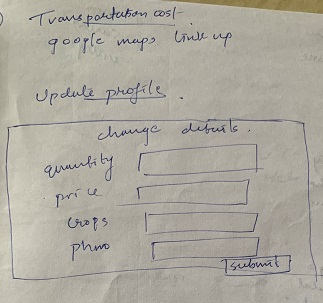 Transportation cost.
google maps link up
Update profile.
change details.
quantity
price
crops
phno
submit